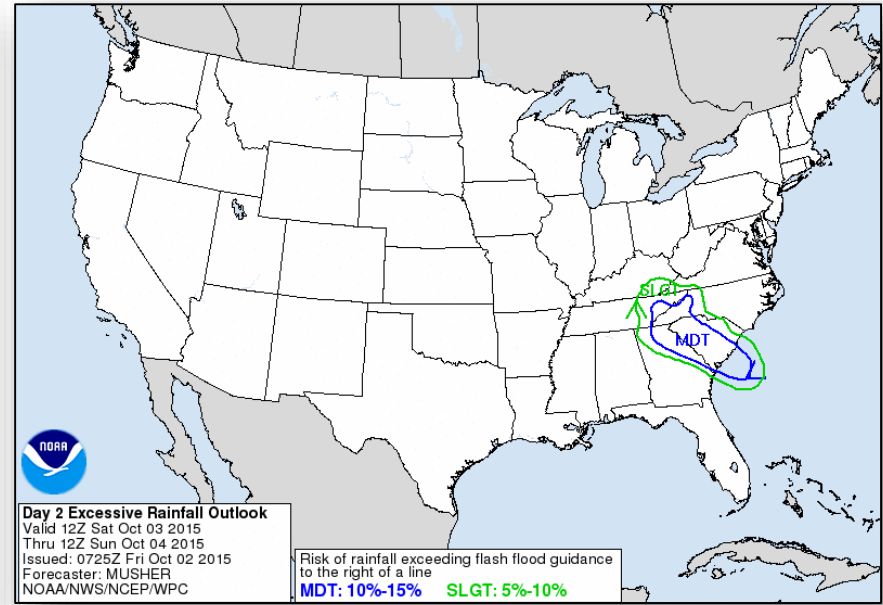 SLGT
MDT
NOAA
Day 2 Excessive Rainfall Outlook
Valid 12Z Sat Oct 03 2015
Thru 12Z Sun Oct 04 2015
Issued: 0725Z Fri Oct 02 2015
Forecaster: MUSHER
NOAA/NWS/NCEP/WPC
Risk of rainfall exceeding flash flood guidance
to the right of a line
MDT: 10%-15% SLGT: 5%-10%